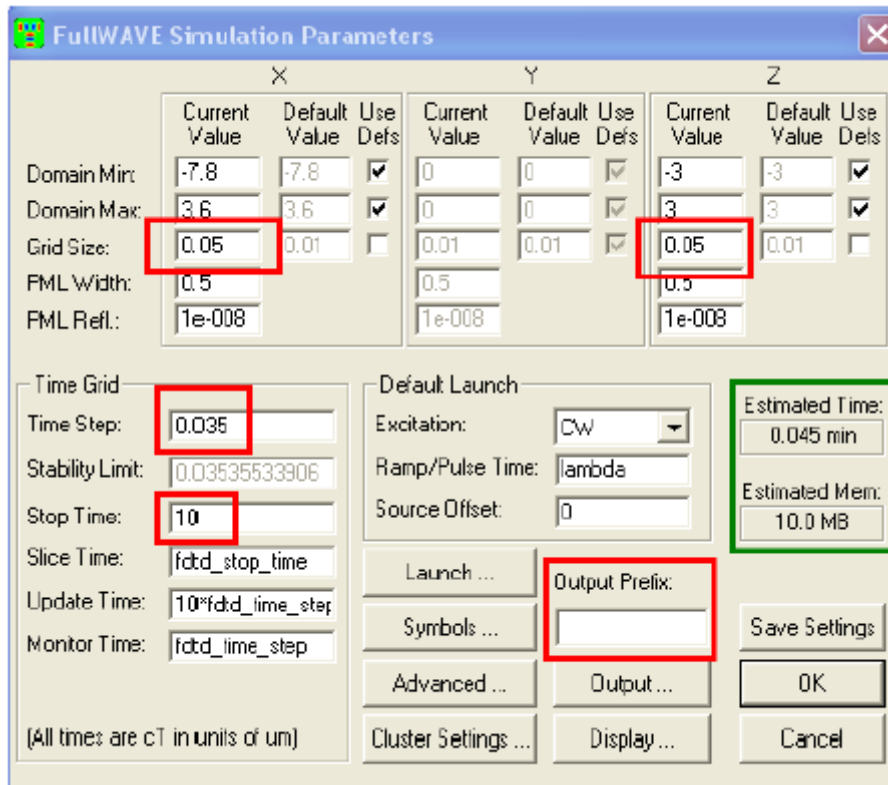 FullWAVE Simulation Parameters
X Y Z
Current Value Default Value Use Defs Current Value Default Value Use Defs Current Value Default Value Use Defs
Domain Min: -7.8 -7.8 0 0 -3 -3
Domain Max: 3.6 3.6 0 0 3 3
Grid Size: 0.05 0.01 0.01 0.01 0.05 0.01
PML Width: 0.5 0.5 0.5
PML Refl.: 1e-008 1e-008 1e-008
Time Grid
Time Step: 0.035
Stability Limit: 0.03535533906
Stop Time: 10
Slice Time: fdtd_stop_time
Update Time: 10*fdtd_time_step
Monitor Time: fdtd_time_step
(All times are cT in units of um)
Default Launch
Excitation: CW
Ramp/Pulse Time: lambda
Source Offset: 0
Estimated Time:
0.045 min
Estimated Mem:
10.0 MB
Launch ...
Symbols ...
Advanced ...
Cluster Settings ...
Output Prefix:
Output ...
Display ...
Save Settings
OK
Cancel